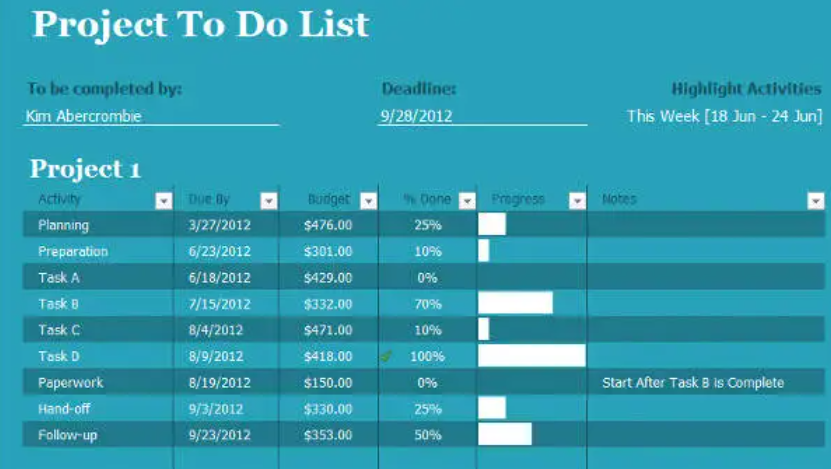 Project To Do List
To be completed by: Deadline: Highlight Activities
Kim Abercrombie 9/28/2012 This Week [18 Jun - 24 Jun]
Project 1
Activity Due By Budget % Done Progress Notes
Planning 3/27/2012 $476.00 25%
Preparation 6/23/2012 $301.00 10%
Task A 6/18/2012 $429.00 0%
Task B 7/15/2012 $332.00 70%
Task C 8/4/2012 $471.00 10%
Task D 8/9/2012 $418.00 100%
Paperwork 8/19/2012 $150.00 0% Start After Task B is Complete
Hand-off 9/3/2012 $330.00 25%
Follow-up 9/23/2012 $353.00 50%